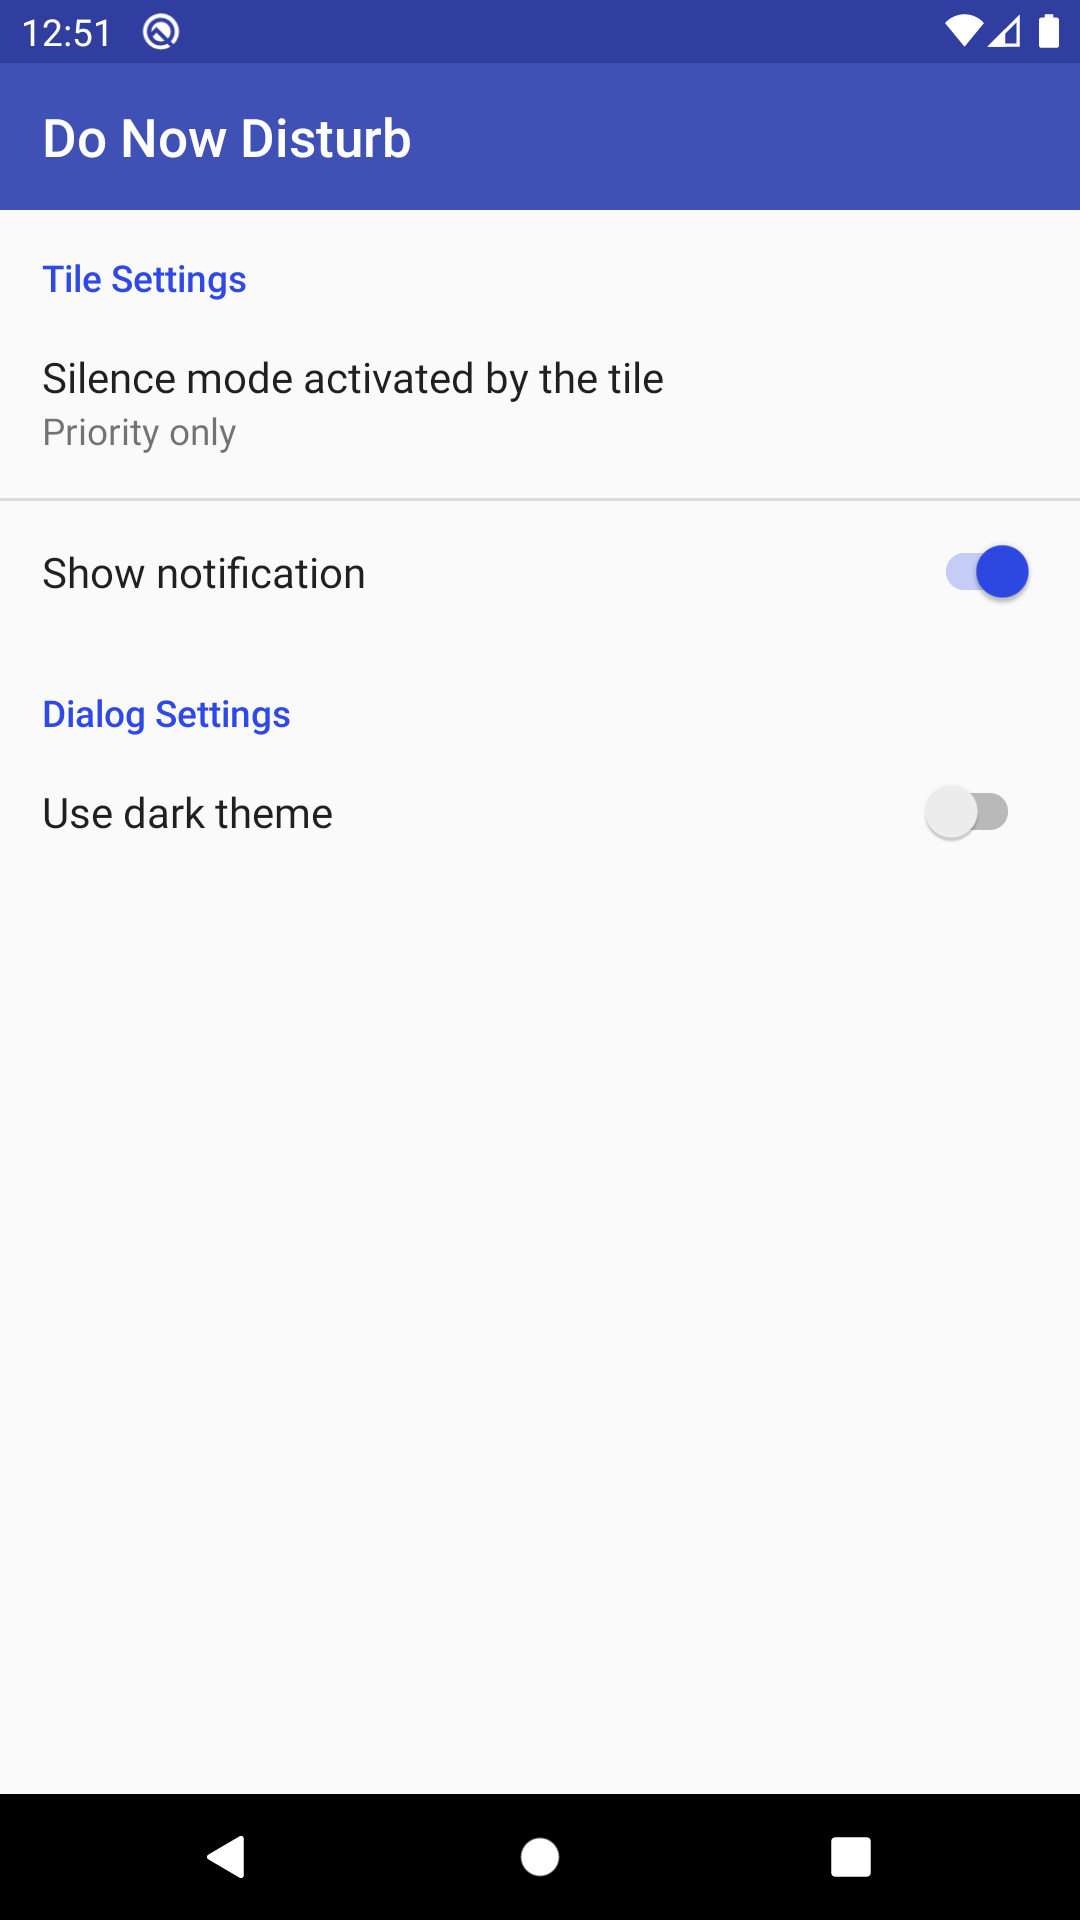 12:51
Do Now Disturb
Tile Settings
Silence mode activated by the tile
Priority only
Show notification
Dialog Settings
Use dark theme